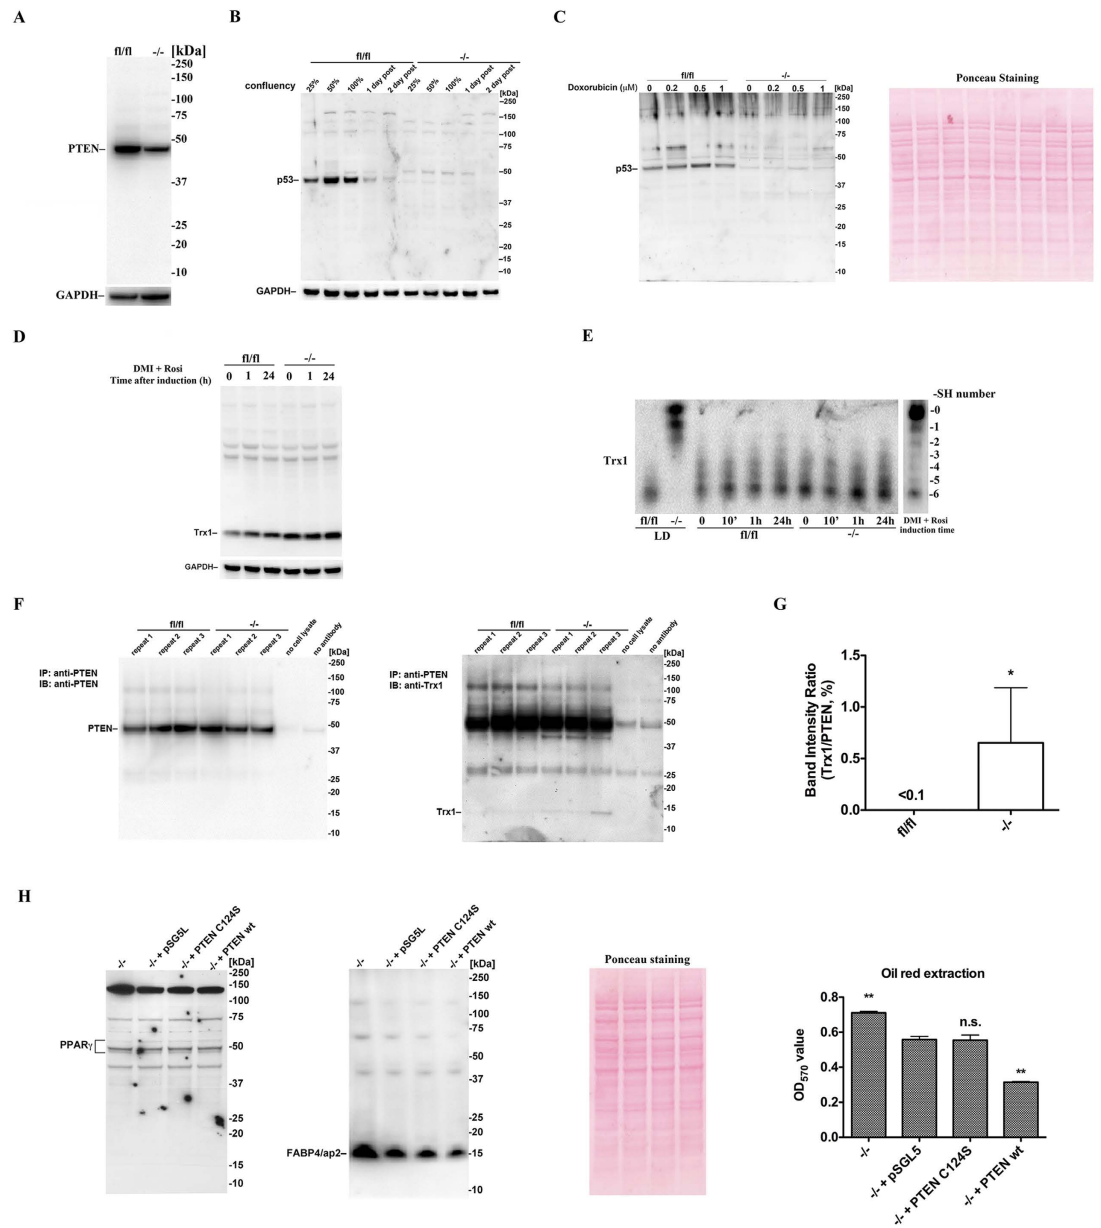 A
fl/fl -/- [kDa]
-250
-150
-100
-75
-50
-37
-25
-20
-10
PTEN–
GAPDH–
B
fl/fl -/-
confluency
25% 50% 100% 1 day post 2 day post 25% 50% 100% 1 day post 2 day post
[kDa]
-250
-150
-100
-75
-50
-37
-25
-20
-15
-10
p53–
GAPDH–
C
fl/fl -/-
Doxorubicin (μM) 0 0.2 0.5 1 0 0.2 0.5 1
[kDa]
-250
-150
-100
-75
-50
-37
-25
-20
-15
-10
p53–
Ponceau Staining
D
fl/fl -/-
DMI + Rosi
Time after induction (h)
0 1 24 0 1 24
Trx1–
GAPDH–
E
-SH number
-0
-1
-2
-3
-4
-5
-6
Trx1
fl/fl -/- 0 10’ 1h 24h 0 10’ 1h 24h
LD fl/fl -/-
DMI + Rosi
induction time
F
fl/fl -/-
repeat 1 repeat 2 repeat 3 repeat 1 repeat 2 repeat 3 no cell lysate no antibody
[kDa]
IP: anti-PTEN
IB: anti-PTEN
-250
-150
-100
-75
-50
-37
-25
-20
-15
-10
PTEN–
fl/fl -/-
repeat 1 repeat 2 repeat 3 repeat 1 repeat 2 repeat 3 no cell lysate no antibody
[kDa]
IP: anti-PTEN
IB: anti-Trx1
-250
-150
-100
-75
-50
-37
-25
-20
-15
-10
Trx1–
G
Band Intensity Ratio
(Trx1/PTEN, %)
1.5
1.0
0.5
0.0
<0.1
*
fl/fl
-/-
H
-/- -/- + pSG5L -/- + PTEN C124S -/- + PTEN wt
[kDa]
-250
-150
-100
-75
-50
-37
-25
-20
-15
-10
PPARγ
-/- -/- + pSG5L -/- + PTEN C124S -/- + PTEN wt
[kDa]
-250
-150
-100
-75
-50
-37
-25
-20
-15
-10
FABP4/ap2–
Ponceau staining
Oil red extraction
OD570 value
0.8
0.6
0.4
0.2
0.0
**
n.s.
**
-/-
-/- + pSGL5
-/- + PTEN C124S
-/- + PTEN wt